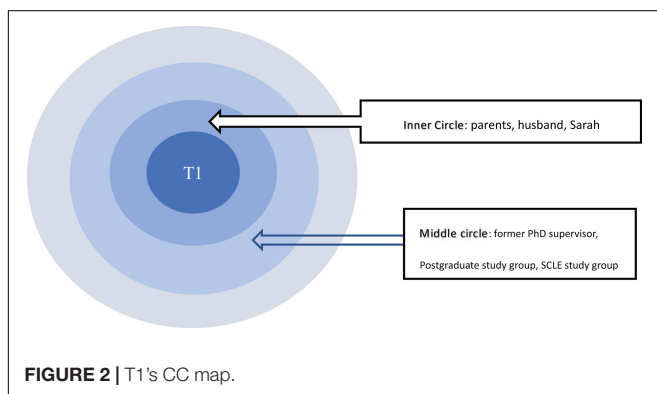 T1
Inner Circle: parents, husband, Sarah
Middle circle: former PhD supervisor,
Postgraduate study group, SCLE study group
FIGURE 2 | T1's CC map.